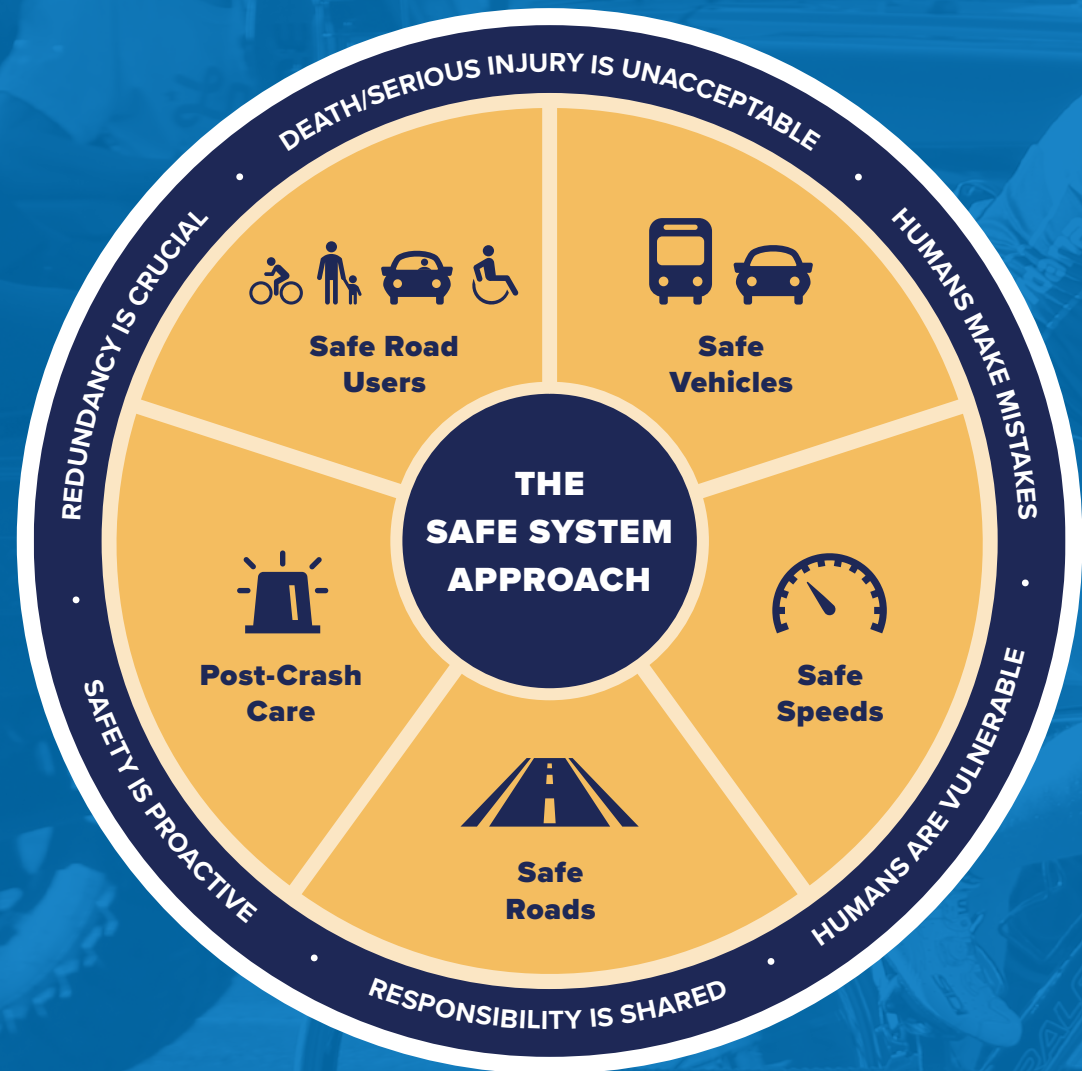 DEATH/SERIOUS INJURY IS UNACCEPTABLE
HUMANS MAKE MISTAKES
HUMANS ARE VULNERABLE
RESPONSIBILITY IS SHARED
SAFETY IS PROACTIVE
REDUNDANCY IS CRUCIAL
Safe Road
Users
Safe
Vehicles
Safe
Speeds
Safe
Roads
Post-Crash
Care
THE
SAFE SYSTEM
APPROACH